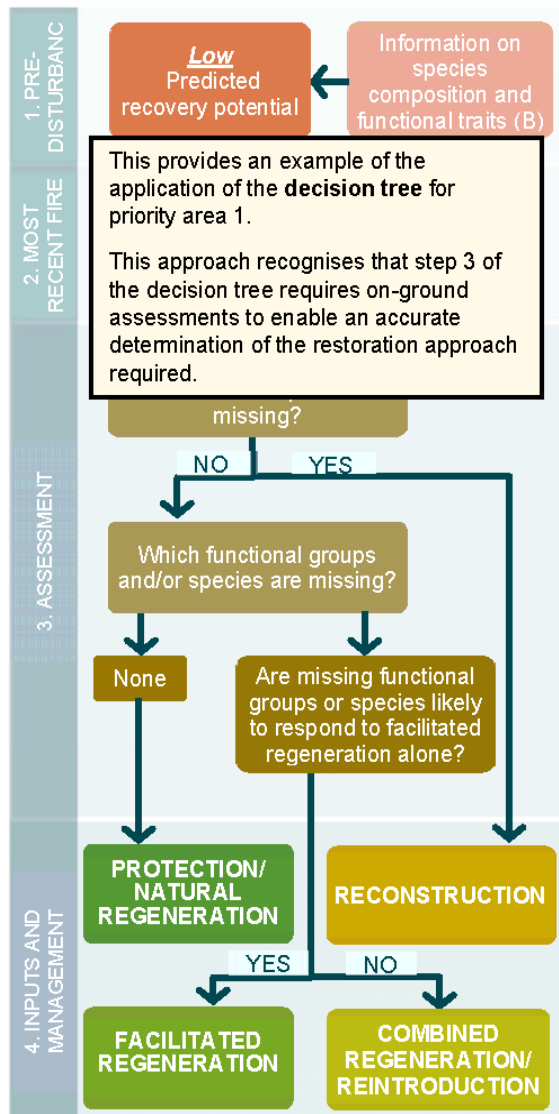 1. PRE-
DISTURBANC
Low
Predicted
recovery potential
Information on
species
composition and
functional traits (B)
2. MOST
RECENT FIRE
This provides an example of the
application of the decision tree for
priority area 1.
This approach recognises that step 3 of
the decision tree requires on-ground
assessments to enable an accurate
determination of the restoration approach
required.
missing?
3. ASSESSMENT
NO
YES
Which functional groups
and/or species are missing?
None
Are missing functional
groups or species likely
to respond to facilitated
regeneration alone?
4. INPUTS AND
MANAGEMENT
PROTECTION/
NATURAL
REGENERATION
RECONSTRUCTION
YES
NO
FACILITATED
REGENERATION
COMBINED
REGENERATION/
REINTRODUCTION